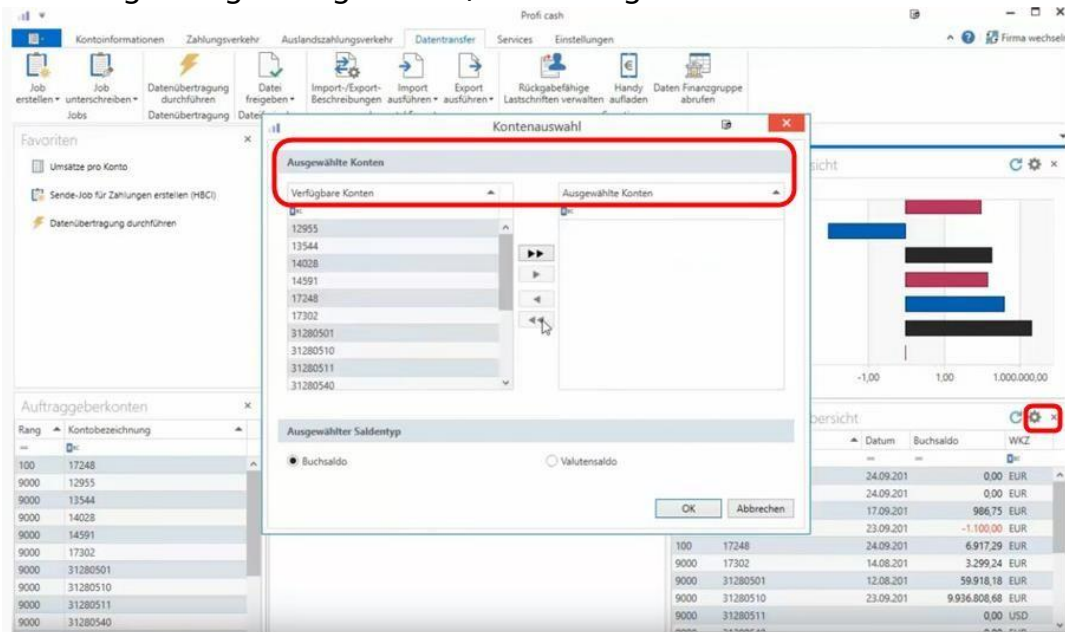 Profi cash
Kontoinformationen Zahlungsverkehr Auslandszahlungsverkehr Datentransfer Services Einstellungen Firma wechseln
Job Job Datenübertragung Datei Import-/Export- Import Export Rückgabefähige Handy Daten Finanzgruppe
erstellen unterschreiben durchführen freigeben Beschreibungen ausführen ausführen Lastschriften verwalten aufladen abrufen
Jobs Datenübertragung
Favoriten
Umsätze pro Konto
Sende-Job für Zahlungen erstellen (HBCI)
Datenübertragung durchführen
Kontenauswahl
Ausgewählte Konten
Verfügbare Konten Ausgewählte Konten
12955
13544
14028
14591
17248
17302
31280501
31280510
31280511
31280540
Ausgewählter Saldentyp
Buchsaldo Valutensaldo
OK Abbrechen
-1,00 1,00 1.000.000,00
Auftraggeberkonten
Rang Kontobezeichnung
100 17248
9000 12955
9000 13544
9000 14028
9000 14591
9000 17302
9000 31280501
9000 31280510
9000 31280511
9000 31280540
Datum Buchsaldo WKZ
24.09.201 0,00 EUR
24.09.201 0,00 EUR
17.09.201 986,75 EUR
23.09.201 -1.100,00 EUR
100 17248 24.09.201 6.917,29 EUR
9000 17302 14.08.201 3.299,24 EUR
9000 31280501 12.08.201 59.918,18 EUR
9000 31280510 23.09.201 9.936.808,68 EUR
9000 31280511 0,00 USD